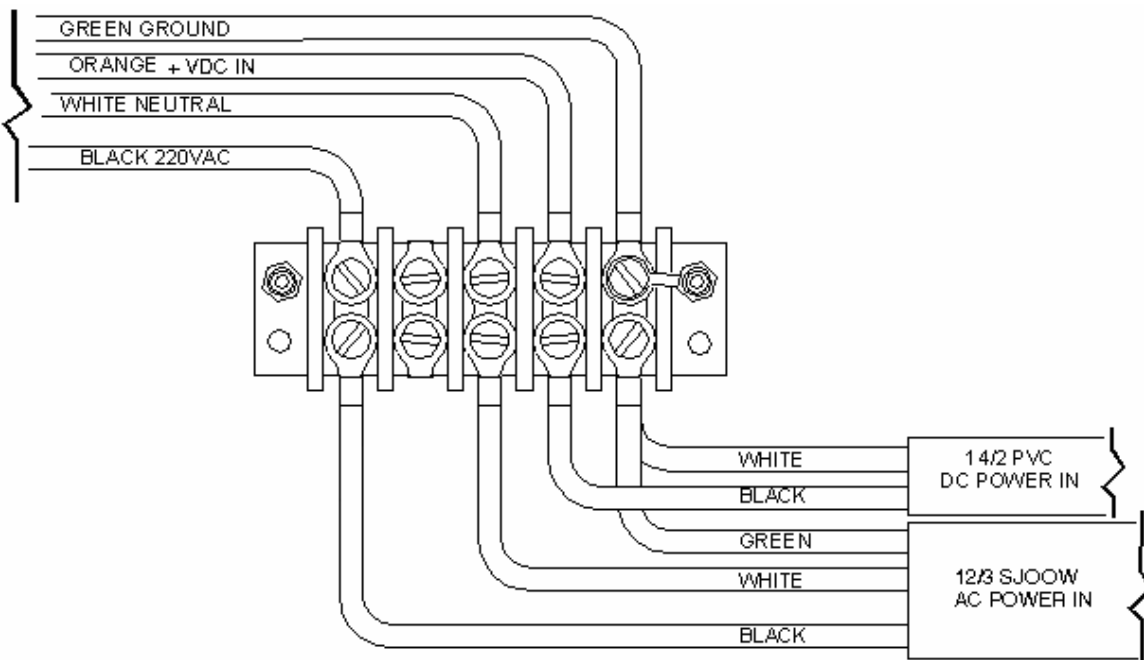 GREEN GROUND
ORANGE + VDC IN
WHITE NEUTRAL
BLACK 220VAC
WHITE
BLACK
14/2 PVC
DC POWER IN
GREEN
WHITE
BLACK
12/3 SJOOW
AC POWER IN